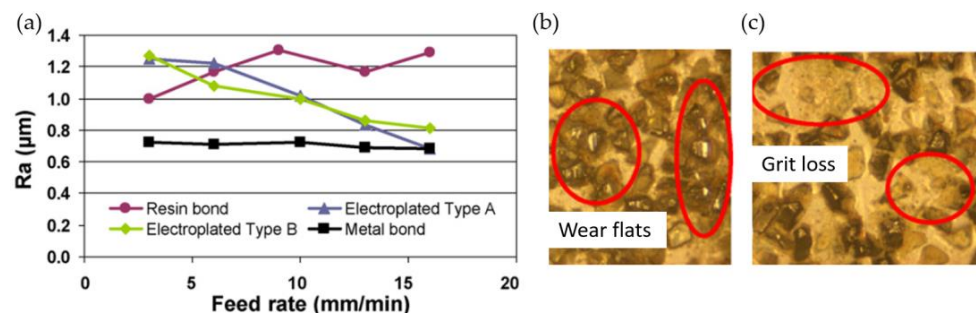 (a)
1.4
1.2
1.0
0.8
0.6
0.4
0.2
0.0
Ra (µm)
Resin bond
Electroplated Type A
Electroplated Type B
Metal bond
0 5 10 15 20
Feed rate (mm/min)
(b)
Wear flats
(c)
Grit loss